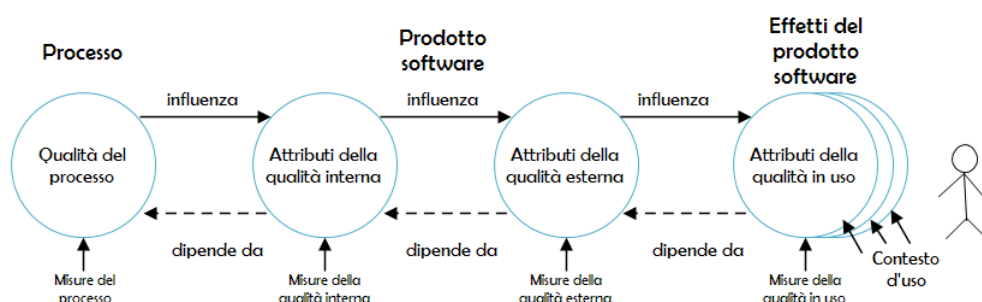 Processo
Prodotto
software
Effetti del
prodotto
software
influenza
influenza
influenza
Qualità del
processo
Attributi della
qualità interna
Attributi della
qualità esterna
Attributi della
qualità in uso
dipende da
dipende da
dipende da
Contesto
d'uso
Misure del
processo
Misure della
qualità interna
Misure della
qualità esterna
Misure della
qualità in uso